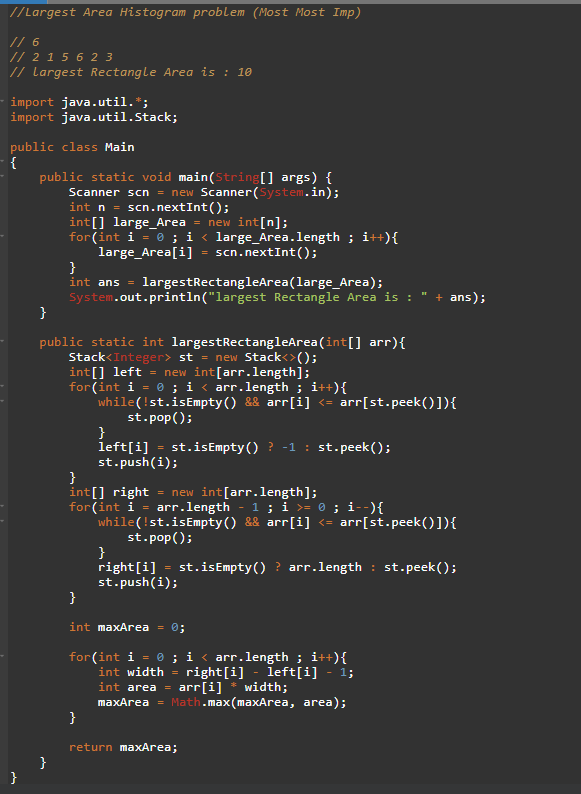 //Largest Area Histogram problem (Most Most Imp)

// 6
// 2 1 5 6 2 3
// largest Rectangle Area is : 10

import java.util.*;
import java.util.Stack;

public class Main
{
    public static void main(String[] args) {
        Scanner scn = new Scanner(System.in);
        int n = scn.nextInt();
        int[] large_Area = new int[n];
        for(int i = 0 ; i < large_Area.length ; i++){
            large_Area[i] = scn.nextInt();
        }
        int ans = largestRectangleArea(large_Area);
        System.out.println("largest Rectangle Area is : " + ans);
    }

    public static int largestRectangleArea(int[] arr){
        Stack<Integer> st = new Stack<>();
        int[] left = new int[arr.length];
        for(int i = 0 ; i < arr.length ; i++){
            while(!st.isEmpty() && arr[i] <= arr[st.peek()]){
                st.pop();
            }
            left[i] = st.isEmpty() ? -1 : st.peek();
            st.push(i);
        }
        int[] right = new int[arr.length];
        for(int i = arr.length - 1 ; i >= 0 ; i--){
            while(!st.isEmpty() && arr[i] <= arr[st.peek()]){
                st.pop();
            }
            right[i] = st.isEmpty() ? arr.length : st.peek();
            st.push(i);
        }

        int maxArea = 0;

        for(int i = 0 ; i < arr.length ; i++){
            int width = right[i] - left[i] - 1;
            int area = arr[i] * width;
            maxArea = Math.max(maxArea, area);
        }

        return maxArea;
    }
}